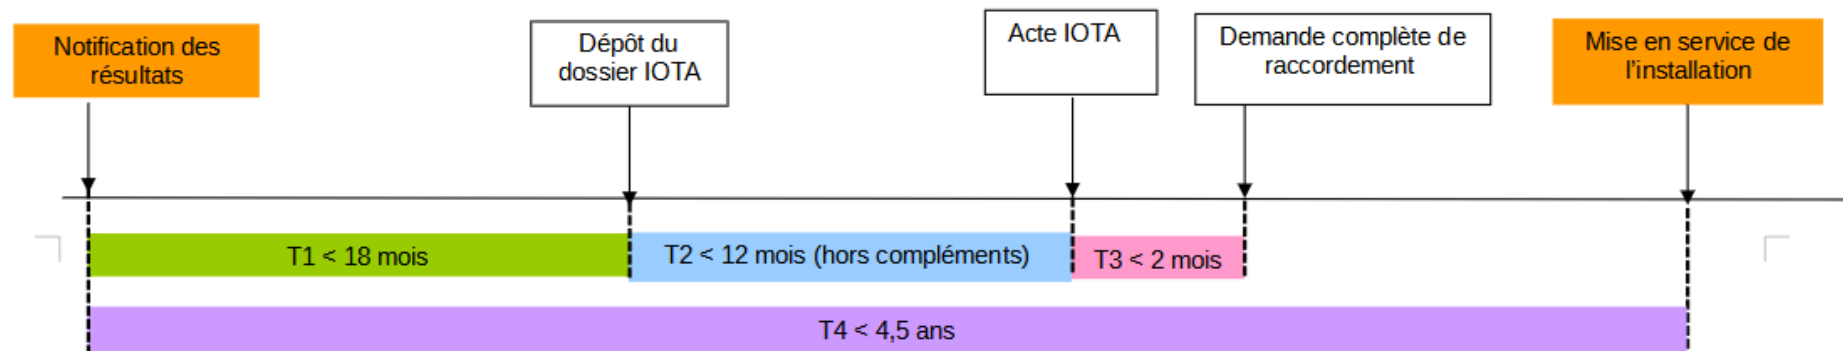 Notification des
résultats
Dépôt du
dossier IOTA
Acte IOTA
Demande complète de
raccordement
Mise en service de
l'installation
T1 < 18 mois
T2 < 12 mois (hors compléments)
T3 < 2 mois
T4 < 4,5 ans